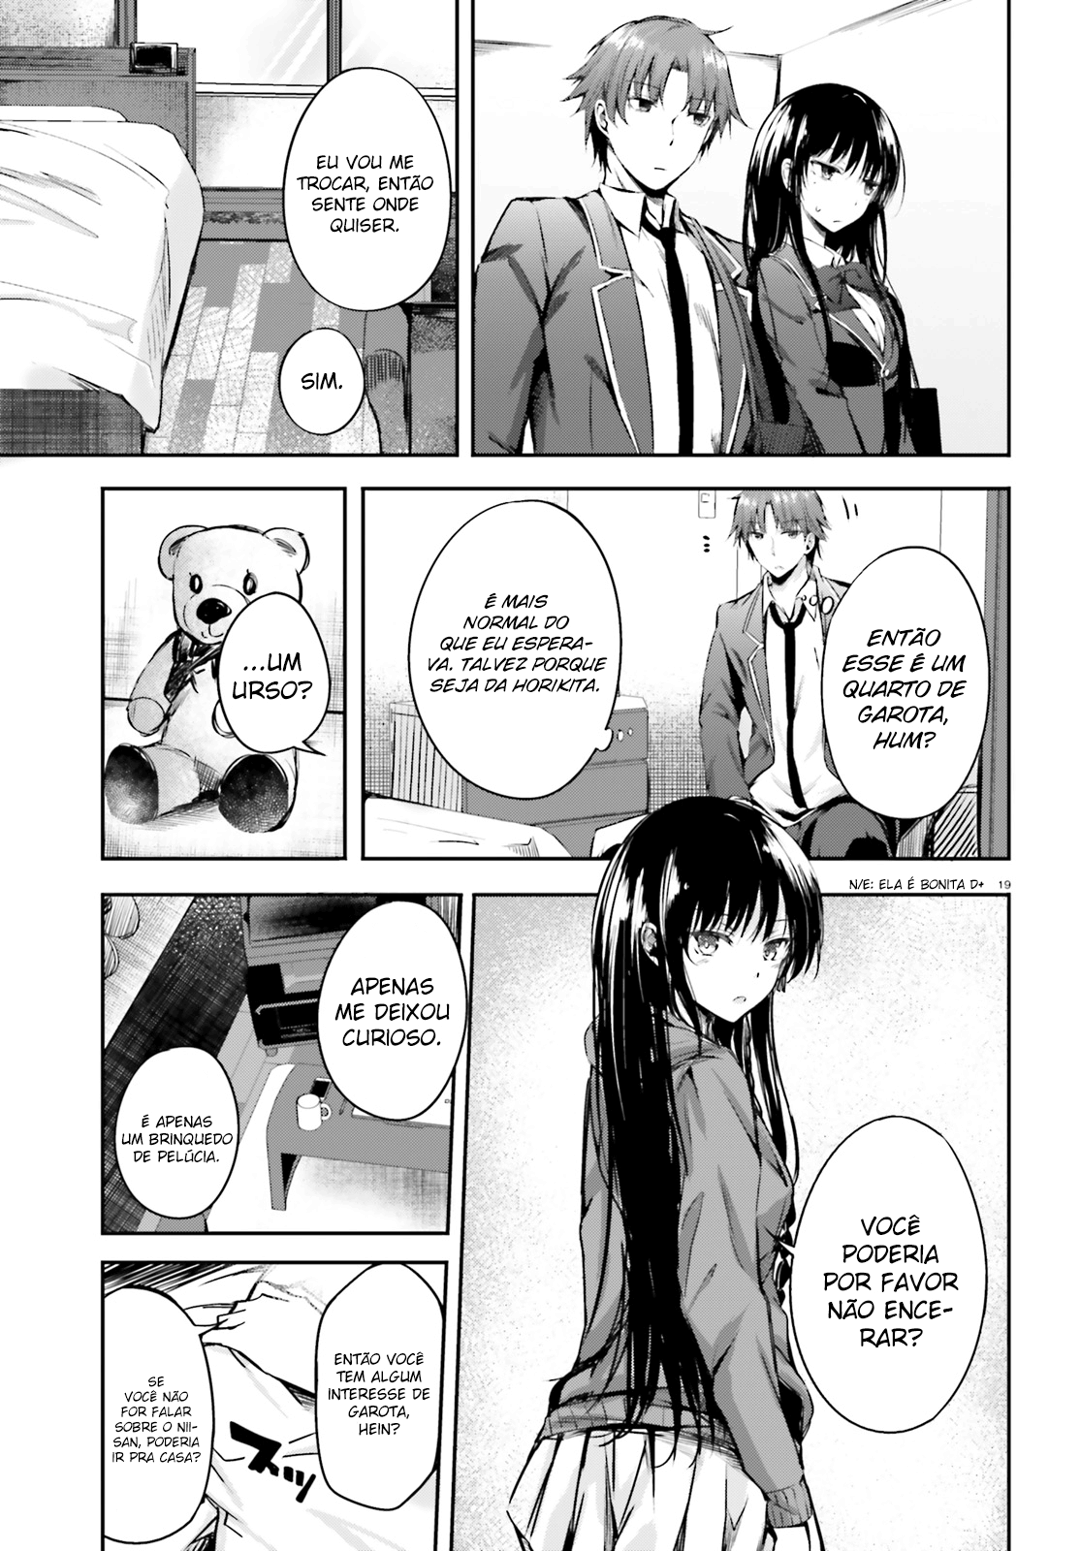 EU VOU ME
TROCAR, ENTÃO
SENTE ONDE
QUISER.
SIM.
ENTÃO
ESSE É UM
QUARTO DE
GAROTA,
HUM?
É MAIS
NORMAL DO
QUE EU ESPERA-
VA. TALVEZ PORQUE
SEJA DA HORIKITA.
...UM
URSO?
N/E: ELA É BONITA D+
19
VOCÊ
PODERIA
POR FAVOR
NÃO ENCE-
RAR?
APENAS
ME DEIXOU
CURIOSO.
É APENAS
UM BRINQUEDO
DE PELÚCIA.
ENTÃO VOCÊ
TEM ALGUM
INTERESSE DE
GAROTA,
HEIN?
SE
VOCÊ NÃO
FOR FALAR
SOBRE O NII-
SAN, PODERIA
IR PRA CASA?
スッ